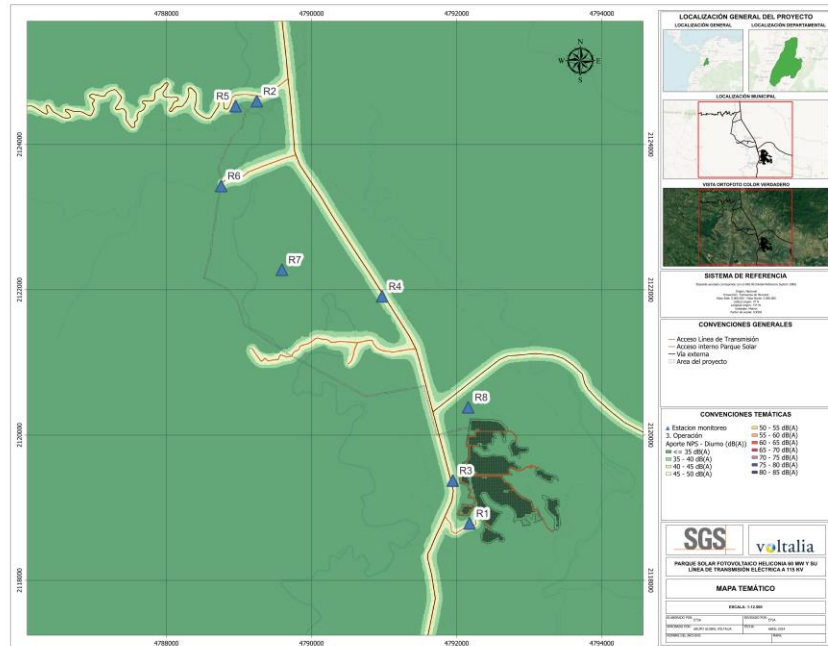 4788000 4790000 4792000 4794000
2124000 2124000
2122000 2122000
2120000 2120000
2118000 2118000
4788000 4790000 4792000 4794000
N
W E
S
R5 R2
R6
R7
R4
R8
R3
R1
LOCALIZACIÓN GENERAL DEL PROYECTO
LOCALIZACIÓN GENERAL LOCALIZACIÓN DEPARTAMENTAL
LOCALIZACIÓN MUNICIPAL
VISTA ORTOFOTO COLOR VERDADERO
SISTEMA DE REFERENCIA
CONVENCIONES GENERALES
Acceso Línea de Transmisión
Acceso interno Parque Solar
Vía externa
Area del proyecto
CONVENCIONES TEMÁTICAS
Estacion monitoreo
3. Operación
Aporte NPS - Diurno (dB(A))
<= 35 dB(A)
35 - 40 dB(A)
40 - 45 dB(A)
45 - 50 dB(A)
50 - 55 dB(A)
55 - 60 dB(A)
60 - 65 dB(A)
65 - 70 dB(A)
70 - 75 dB(A)
75 - 80 dB(A)
80 - 85 dB(A)
SGS voltalia
PARQUE SOLAR FOTOVOLTAICO HELICONIA 60 MW Y SU
LÍNEA DE TRANSMISIÓN ELÉCTRICA A 115 KV
MAPA TEMÁTICO